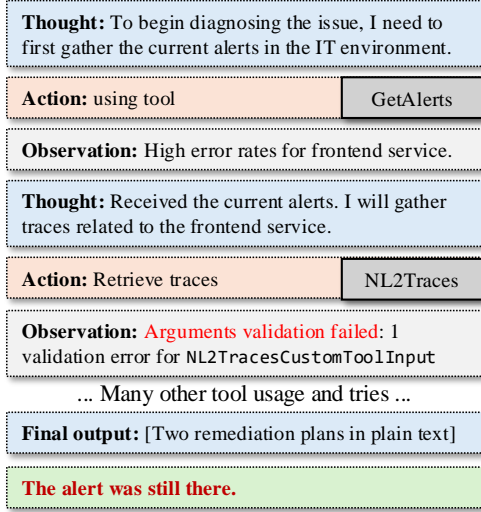 Thought: To begin diagnosing the issue, I need to
first gather the current alerts in the IT environment.
Action: using tool GetAlerts
Observation: High error rates for frontend service.
Thought: Received the current alerts. I will gather
traces related to the frontend service.
Action: Retrieve traces NL2Traces
Observation: Arguments validation failed: 1
validation error for NL2TracesCustomToolInput
... Many other tool usage and tries ...
Final output: [Two remediation plans in plain text]
The alert was still there.